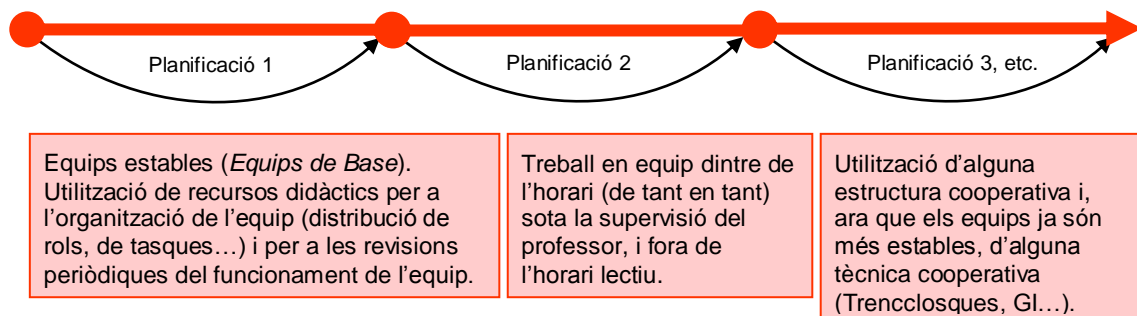 Planificació 1
Planificació 2
Planificació 3, etc.
Equips estables (Equips de Base).
Utilització de recursos didàctics per a
l'organització de l'equip (distribució de
rols, de tasques…) i per a les revisions
periòdiques del funcionament de l'equip.
Treball en equip dintre de
l'horari (de tant en tant)
sota la supervisió del
professor, i fora de
l'horari lectiu.
Utilització d'alguna
estructura cooperativa i,
ara que els equips ja són
més estables, d'alguna
tècnica cooperativa
(Trencclosques, GI…).